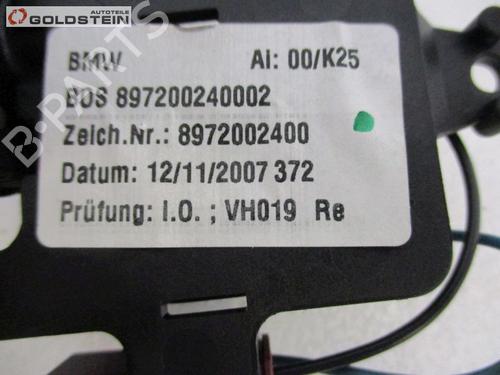 Autoteile
GOLDSTEIN
BMW AI: 00/K25
BOS 897200240002
Zeich.Nr.: 8972002400
Datum: 12/11/2007 372
Prüfung: I.O. ; VH019 Re
B-PARTS